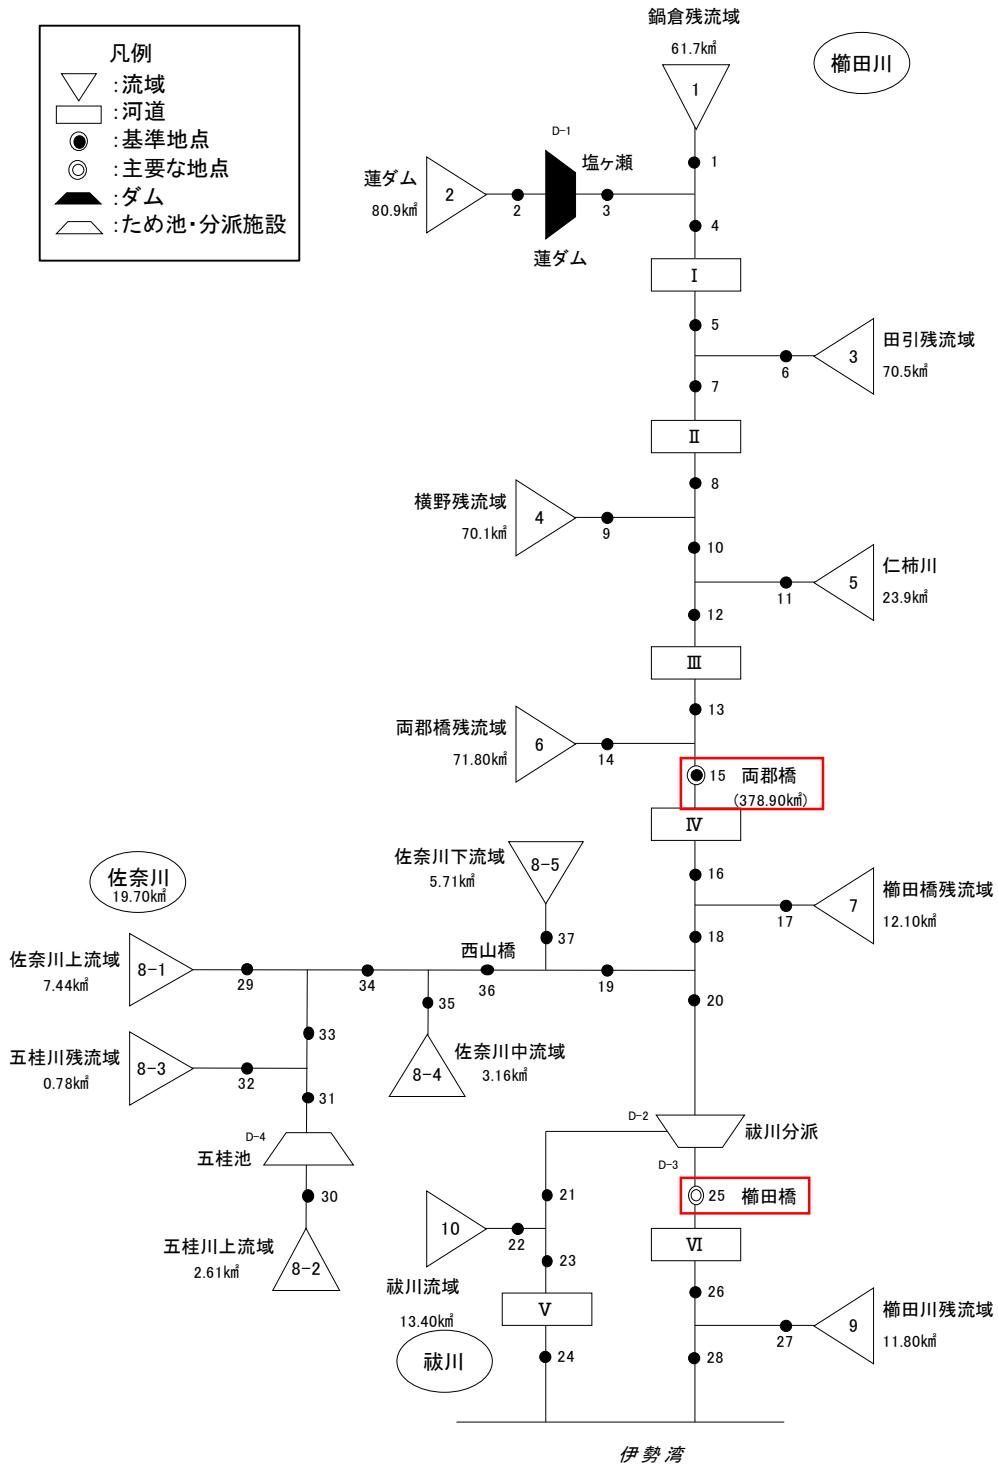 鍋倉残流域
61.7k㎡
櫛田川
凡例
:流域
:河道
:基準地点
:主要な地点
:ダム
:ため池・分派施設
1
1
D-1
塩ヶ瀬
蓮ダム
80.9k㎡
2
2
3
蓮ダム
4
Ⅰ
5
田引残流域
70.5k㎡
3
6
7
Ⅱ
8
横野残流域
70.1k㎡
4
9
10
仁柿川
23.9k㎡
5
11
12
Ⅲ
13
両郡橋残流域
71.80k㎡
6
14
15 両郡橋
(378.90k㎡)
Ⅳ
佐奈川下流域
5.71k㎡
8-5
16
櫛田橋残流域
12.10k㎡
7
17
佐奈川
19.70k㎡
37
18
佐奈川上流域
7.44k㎡
8-1
29
34
西山橋
36
19
20
35
33
五桂川残流域
0.78k㎡
8-3
32
佐奈川中流域
3.16k㎡
8-4
31
D-4
五桂池
D-2
祓川分派
D-3
30
21
25 櫛田橋
10
22
23
Ⅵ
五桂川上流域
2.61k㎡
8-2
祓川流域
13.40k㎡
Ⅴ
26
櫛田川残流域
11.80k㎡
9
27
祓川
24
28
伊勢湾